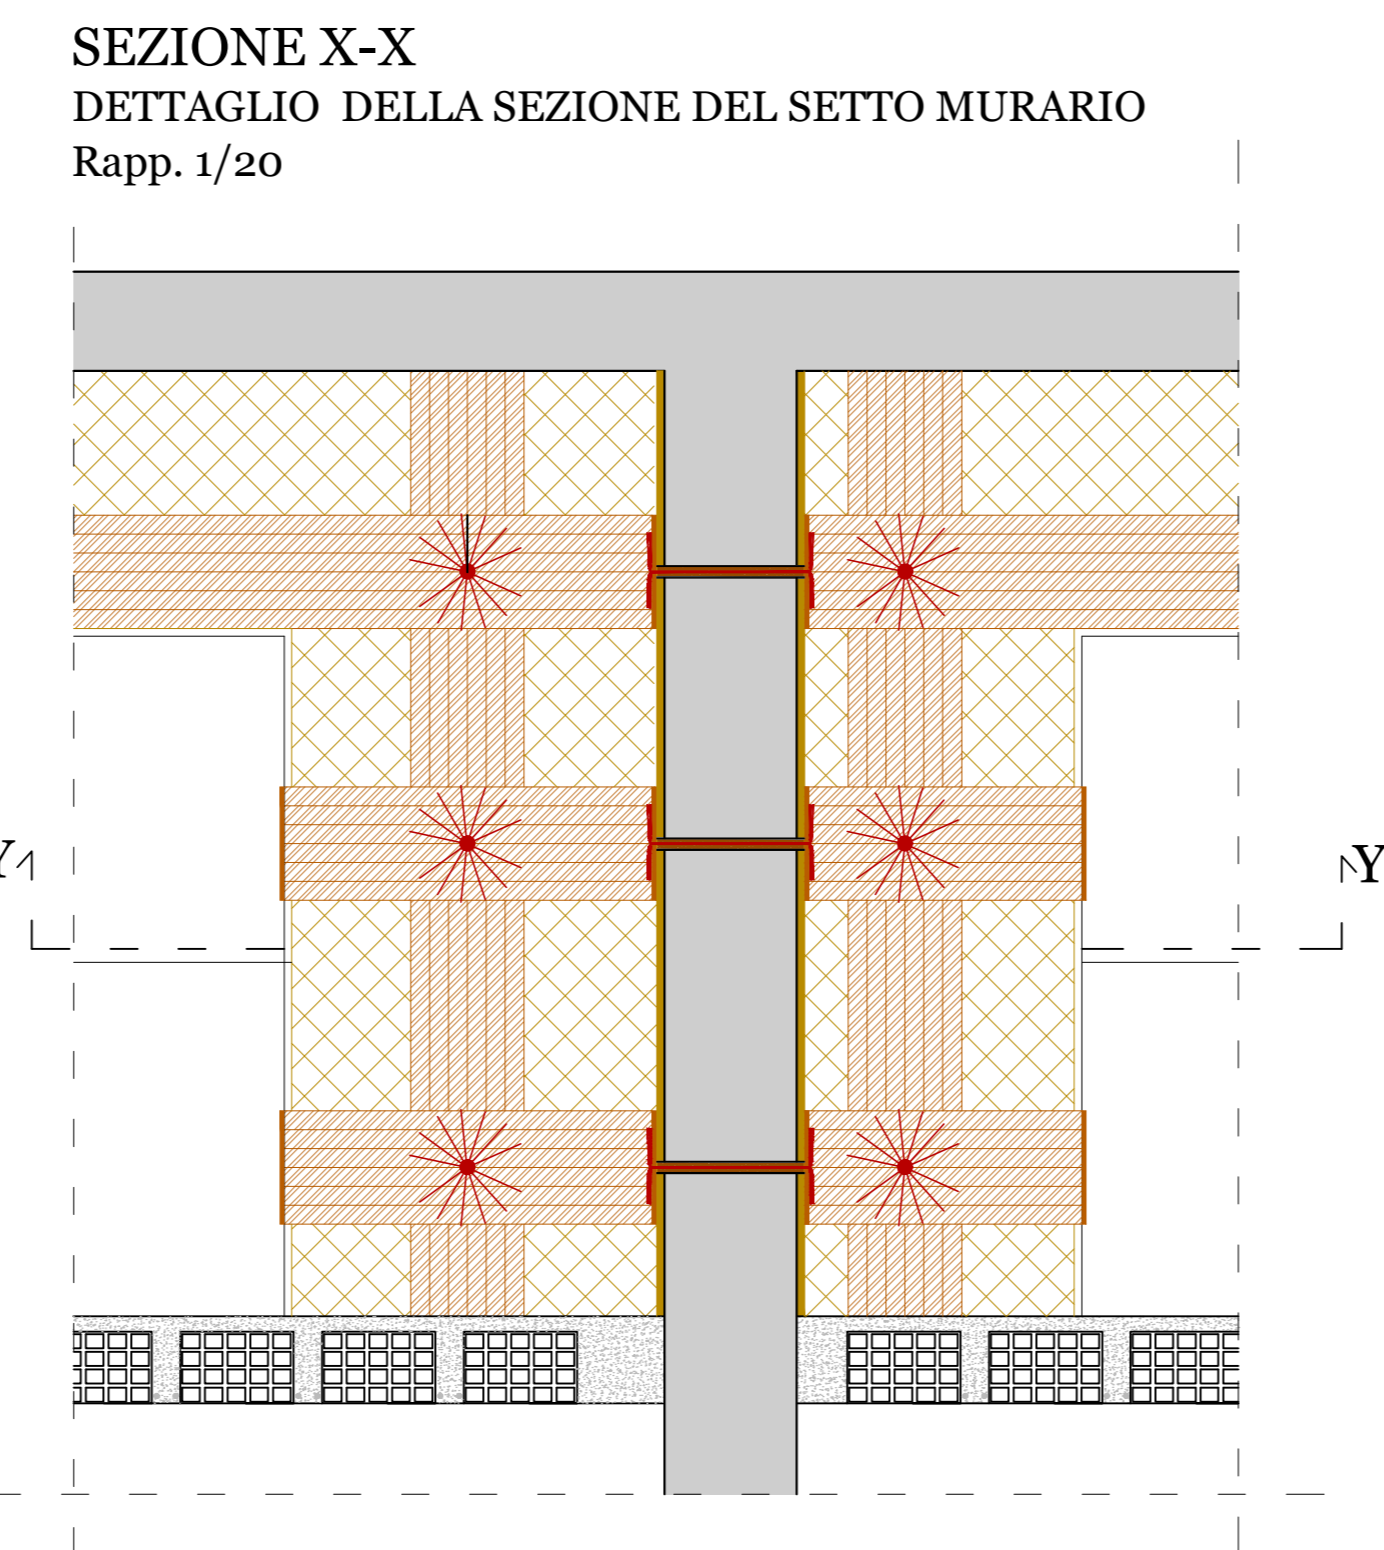 SEZIONE X-X
DETTAGLIO DELLA SEZIONE DEL SETTO MURARIO
Rapp. 1/20
Y
Y